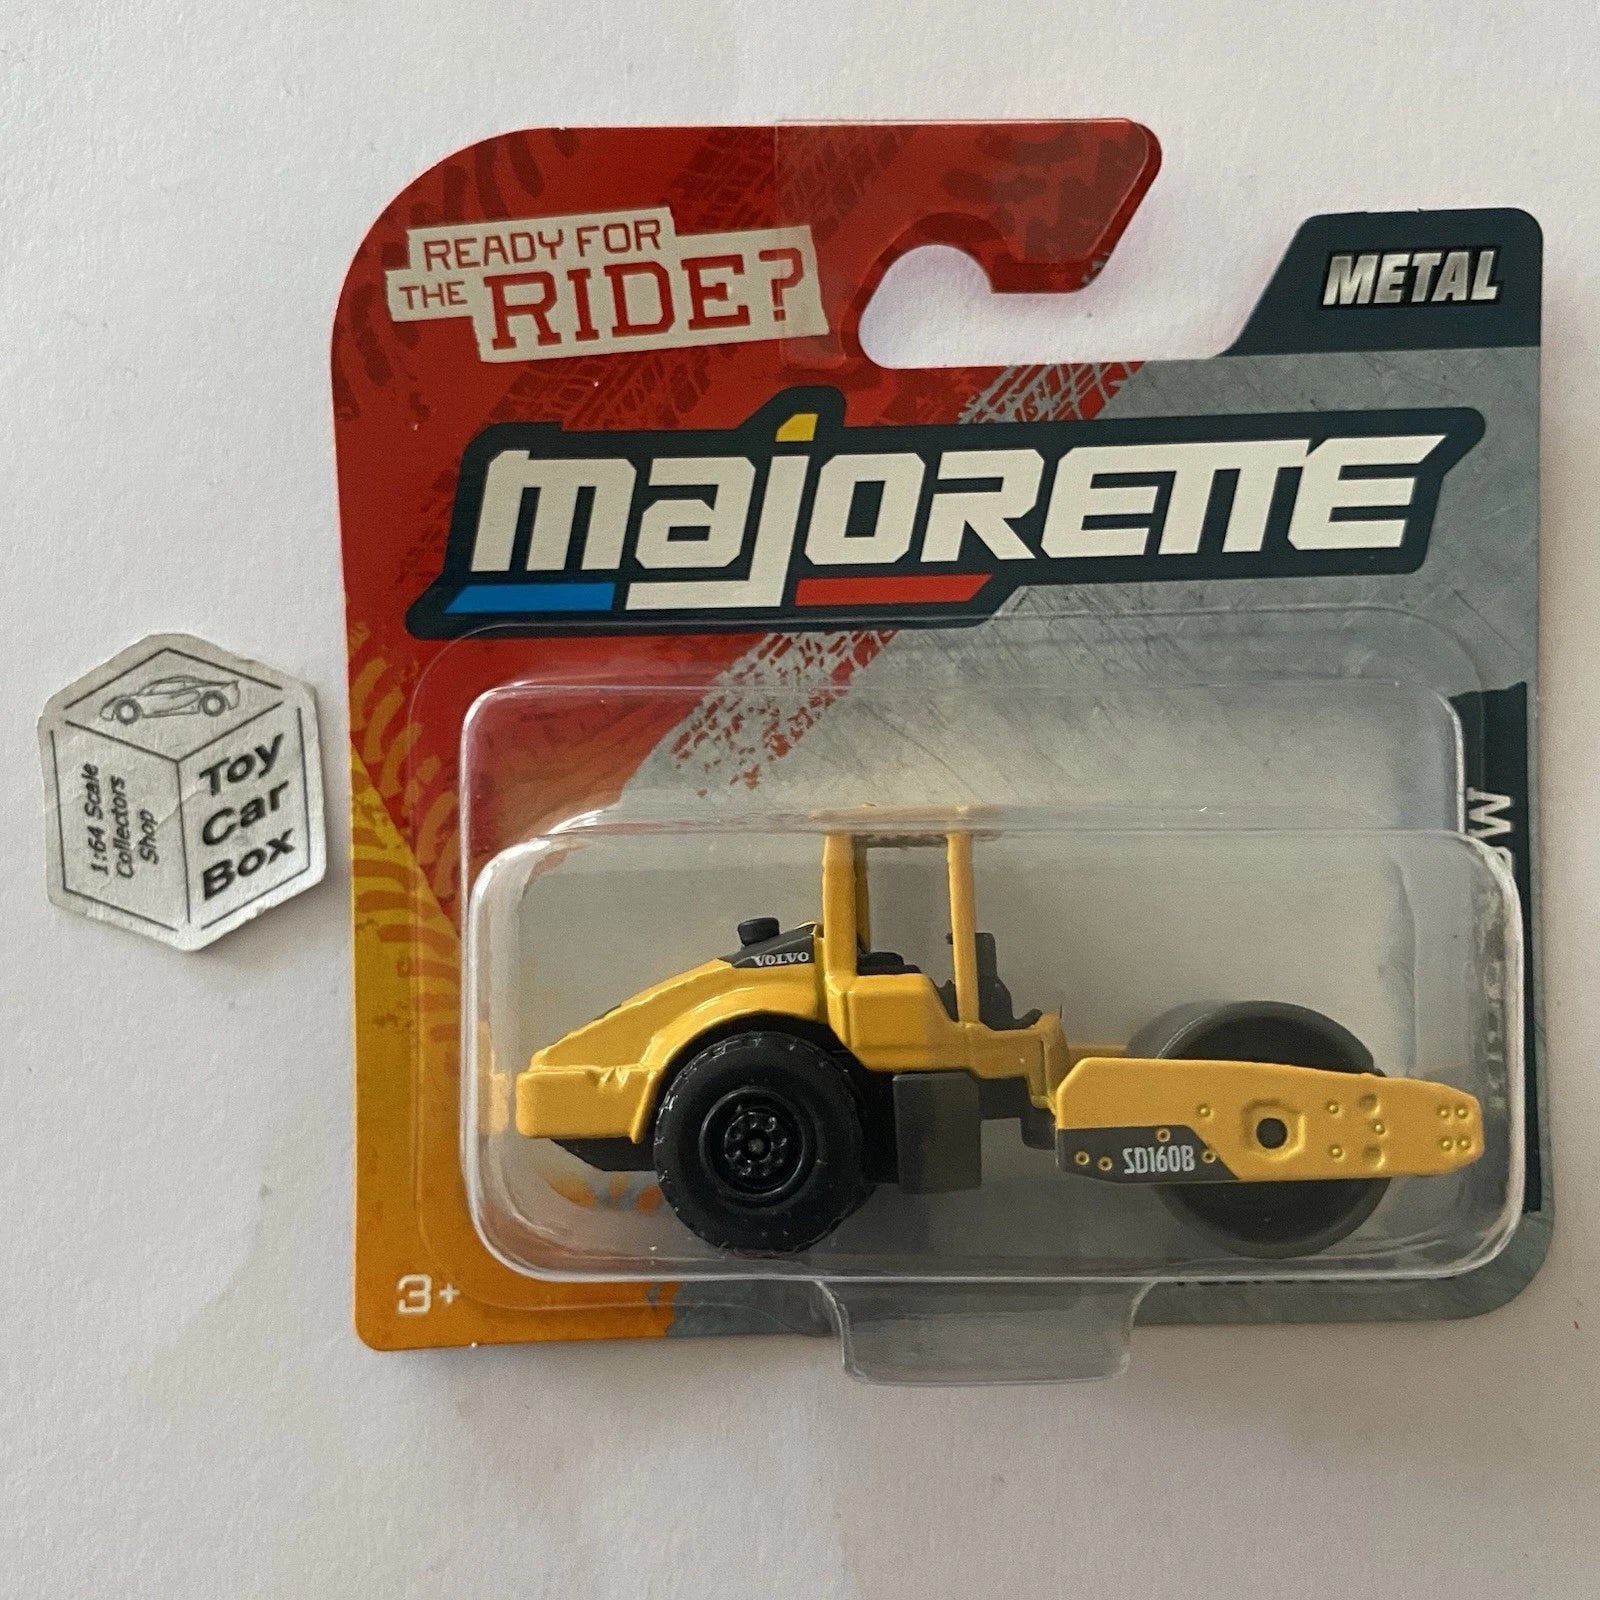 READY FOR
THE RIDE?
METAL
majORETTE
1:64 Scale
Collectors
Shop
Toy
Car
Box
VOLVO
SD160B
3+